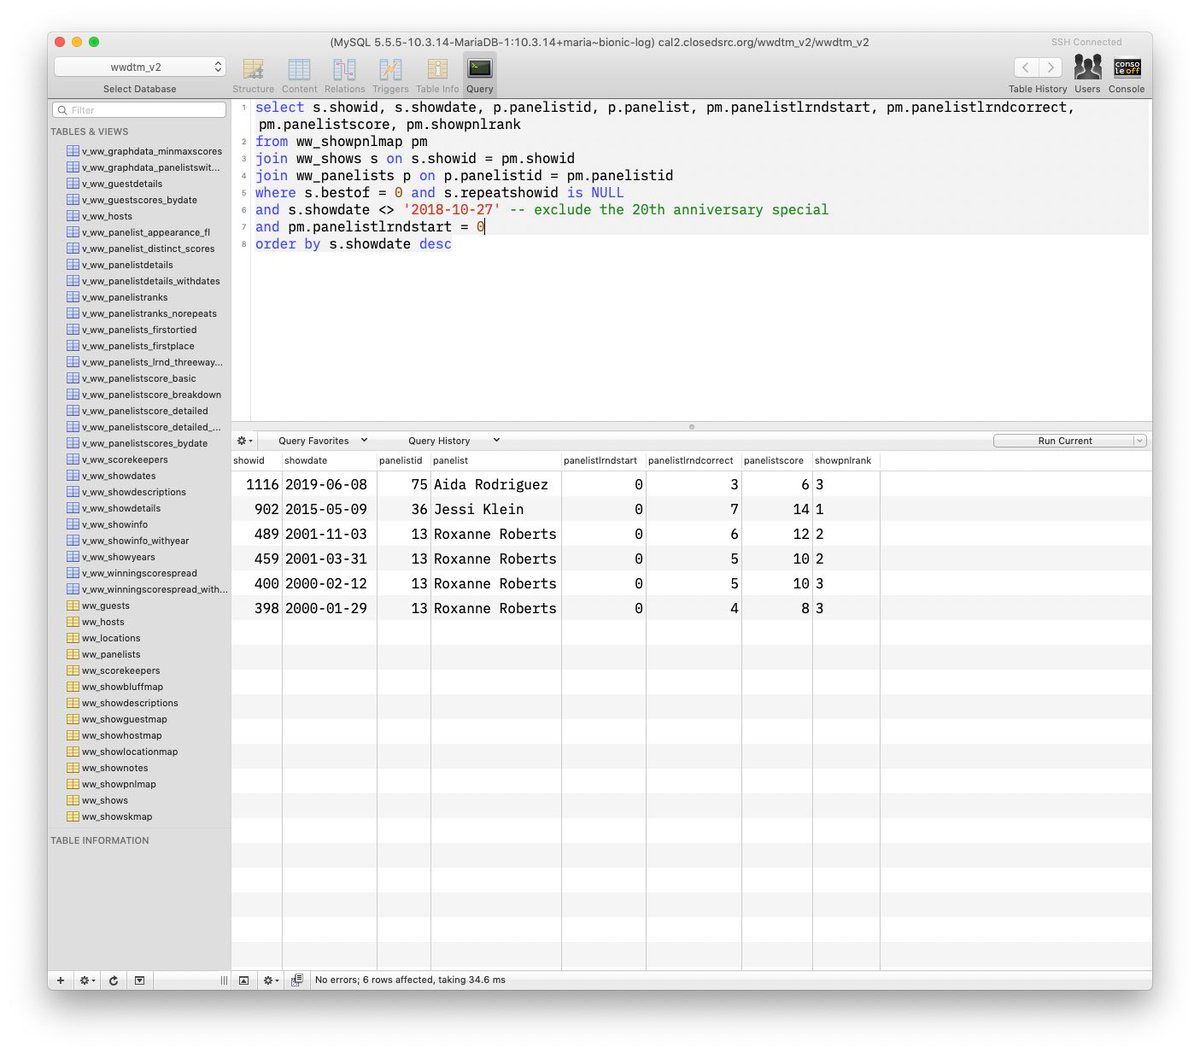 (MySQL 5.5.5-10.3.14-MariaDB-1:10.3.14+maria~bionic-log) cal2.closedsrc.org/wwdtm_v2/wwdtm_v2
SSH Connected
wwdtm_v2
Select Database
Structure Content Relations Triggers Table Info Query
conso
le off
Table History Users Console
Filter
TABLES & VIEWS
v_ww_graphdata_minmaxscores
v_ww_graphdata_panelistswit...
v_ww_guestdetails
v_ww_guestscores_bydate
v_ww_hosts
v_ww_panelist_appearance_fl
v_ww_panelist_distinct_scores
v_ww_panelistdetails
v_ww_panelistdetails_withdates
v_ww_panelistranks
v_ww_panelistranks_norepeats
v_ww_panelists_firstortied
v_ww_panelists_firstplace
v_ww_panelists_lrnd_threeway...
v_ww_panelistscore_basic
v_ww_panelistscore_breakdown
v_ww_panelistscore_detailed
v_ww_panelistscore_detailed_...
v_ww_panelistscores_bydate
v_ww_scorekeepers
v_ww_showdates
v_ww_showdescriptions
v_ww_showdetails
v_ww_showinfo
v_ww_showinfo_withyear
v_ww_showyears
v_ww_winningscorespread
v_ww_winningscorespread_with...
ww_guests
ww_hosts
ww_locations
ww_panelists
ww_scorekeepers
ww_showbluffmap
ww_showdescriptions
ww_showguestmap
ww_showhostmap
ww_showlocationmap
ww_shownotes
ww_showpnlmap
ww_shows
ww_showskmap
TABLE INFORMATION
1 select s.showid, s.showdate, p.panelistid, p.panelist, pm.panelistlrndstart, pm.panelistlrndcorrect,
pm.panelistscore, pm.showpnlrank
2 from ww_showpnlmap pm
3 join ww_shows s on s.showid = pm.showid
4 join ww_panelists p on p.panelistid = pm.panelistid
5 where s.bestof = 0 and s.repeatshowid is NULL
6 and s.showdate <> '2018-10-27' -- exclude the 20th anniversary special
7 and pm.panelistlrndstart = 0
8 order by s.showdate desc
Query Favorites Query History Run Current
showid showdate panelistid panelist panelistlrndstart panelistlrndcorrect panelistscore showpnlrank
1116 2019-06-08 75 Aida Rodriguez 0 3 6 3
902 2015-05-09 36 Jessi Klein 0 7 14 1
489 2001-11-03 13 Roxanne Roberts 0 6 12 2
459 2001-03-31 13 Roxanne Roberts 0 5 10 2
400 2000-02-12 13 Roxanne Roberts 0 5 10 3
398 2000-01-29 13 Roxanne Roberts 0 4 8 3
No errors; 6 rows affected, taking 34.6 ms